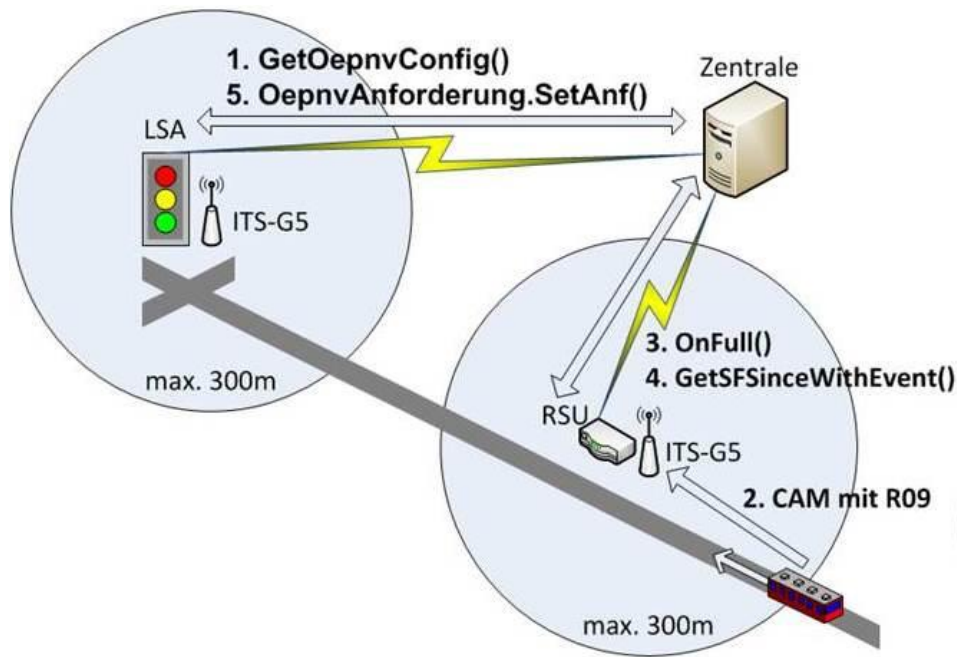 1. GetOepnvConfig()
5. OepnvAnforderung.SetAnf()
Zentrale
LSA
ITS-G5
max. 300m
3. OnFull()
4. GetSFSinceWithEvent()
RSU
ITS-G5
2. CAM mit R09
max. 300m